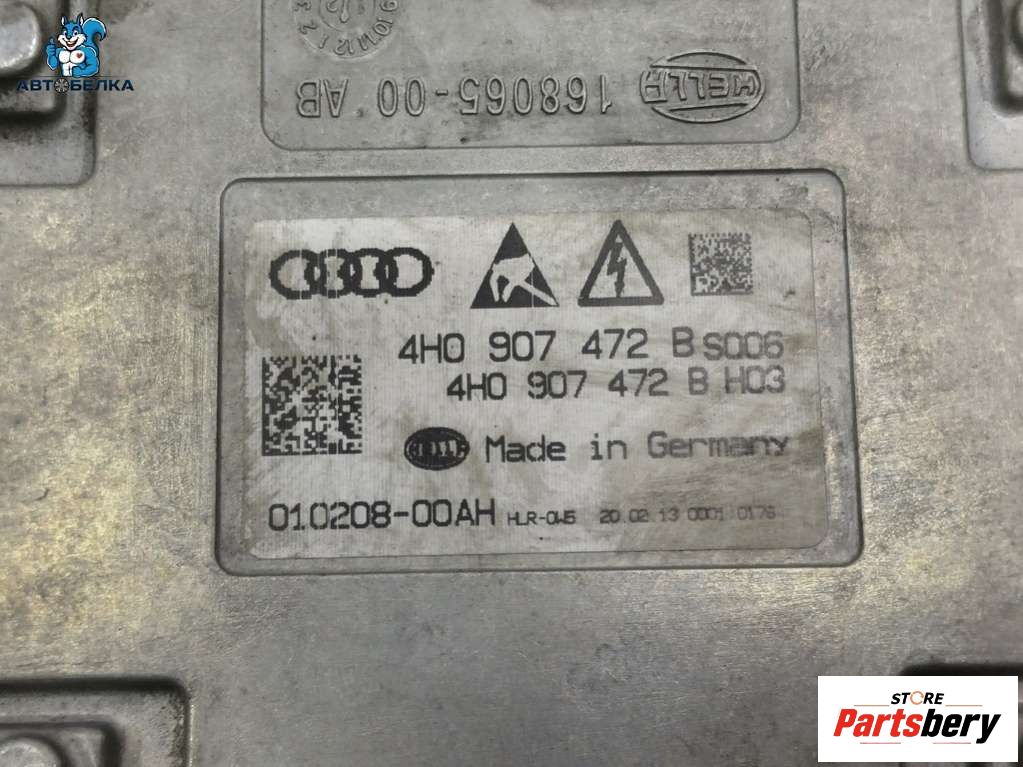 АВТОБЕЛКА
168065-00 AB
HELLA
4H0 907 472 B S006
4H0 907 472 B H03
Made in Germany
010208-00AH HLR-0W5 20.02.13 0001 0176
STORE
Partsbery